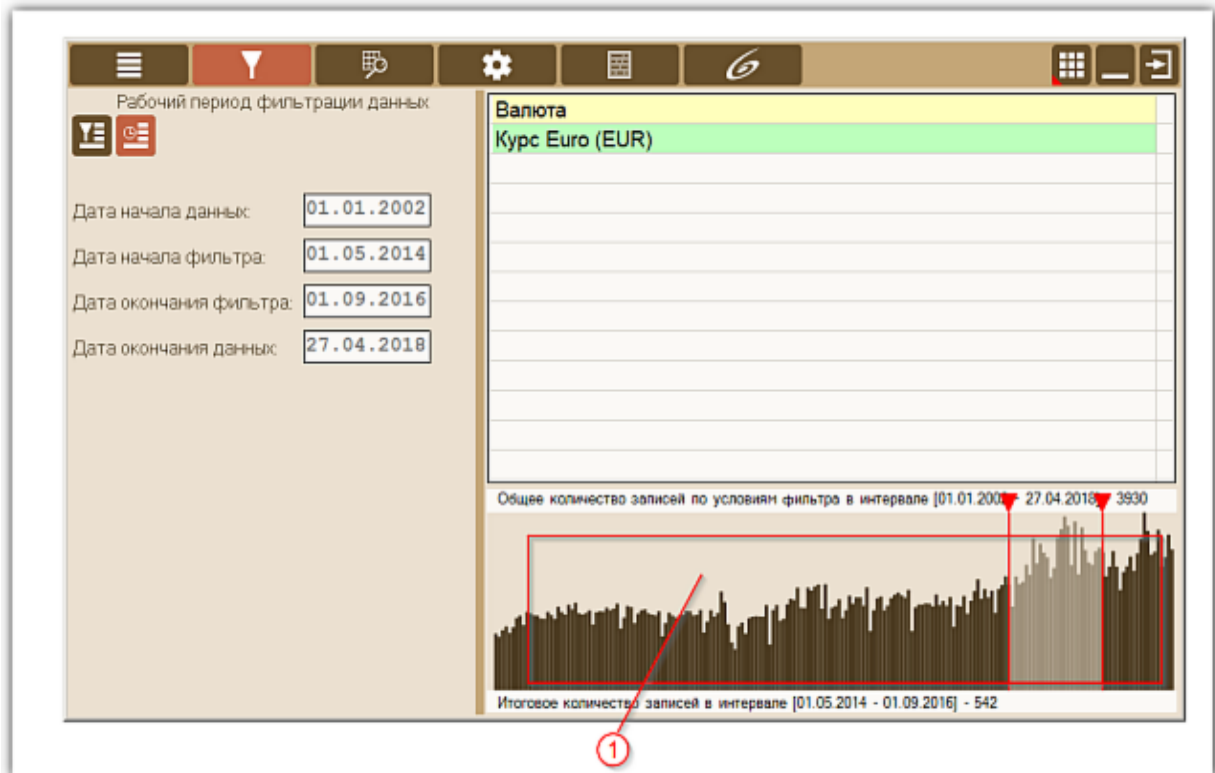 Рабочий период фильтрации данных
Дата начала данных: 01.01.2002
Дата начала фильтра: 01.05.2014
Дата окончания фильтра: 01.09.2016
Дата окончания данных: 27.04.2018
Валюта
Курс Euro (EUR)
Общее количество записей по условиям фильтра в интервале [01.01.2002 - 27.04.2018] - 3930
Итоговое количество записей в интервале [01.05.2014 - 01.09.2016] - 542
1